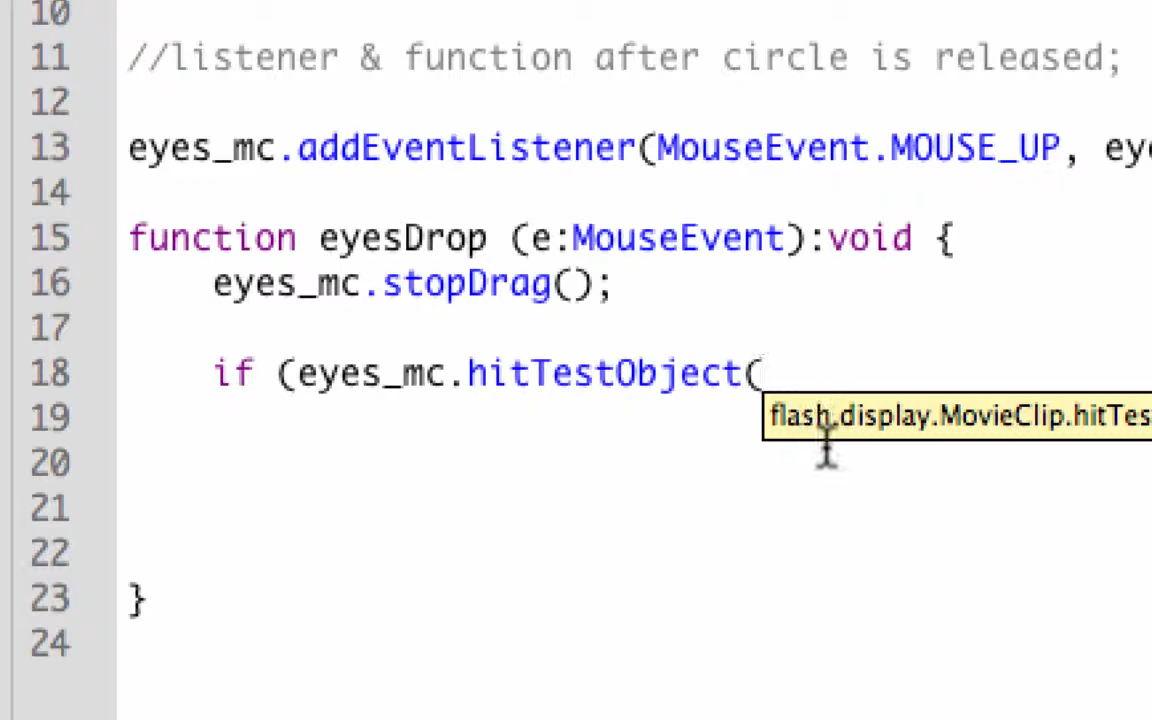 10
11 //listener & function after circle is released;
12
13 eyes_mc.addEventListener(MouseEvent.MOUSE_UP, eye
14
15 function eyesDrop (e:MouseEvent):void {
16 eyes_mc.stopDrag();
17
18 if (eyes_mc.hitTestObject(
19 flash.display.MovieClip.hitTes
20
21
22
23 }
24